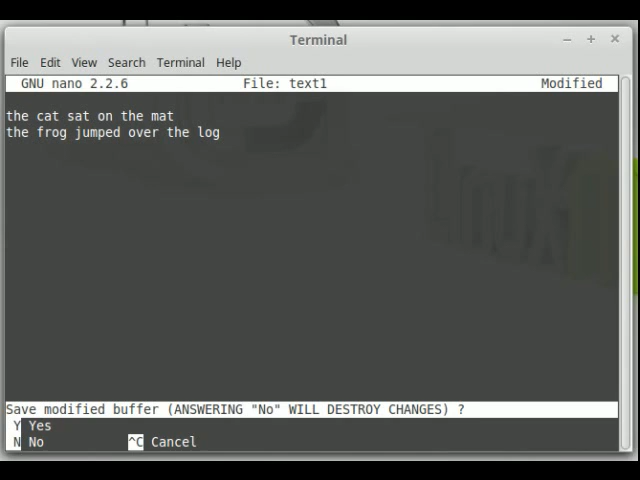 Terminal
File Edit View Search Terminal Help
GNU nano 2.2.6 File: text1 Modified
the cat sat on the mat
the frog jumped over the log
Save modified buffer (ANSWERING "No" WILL DESTROY CHANGES) ?
Y Yes
N No ^C Cancel